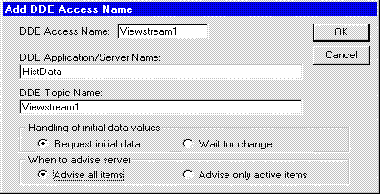 Add DDE Access Name
DDE Access Name: Viewstream1
OK
Cancel
DDE Application/Server Name:
HistData
DDE Topic Name:
Viewstream1
Handling of initial data values
Request initial data
Wait for change
When to advise server
Advise all items
Advise only active items